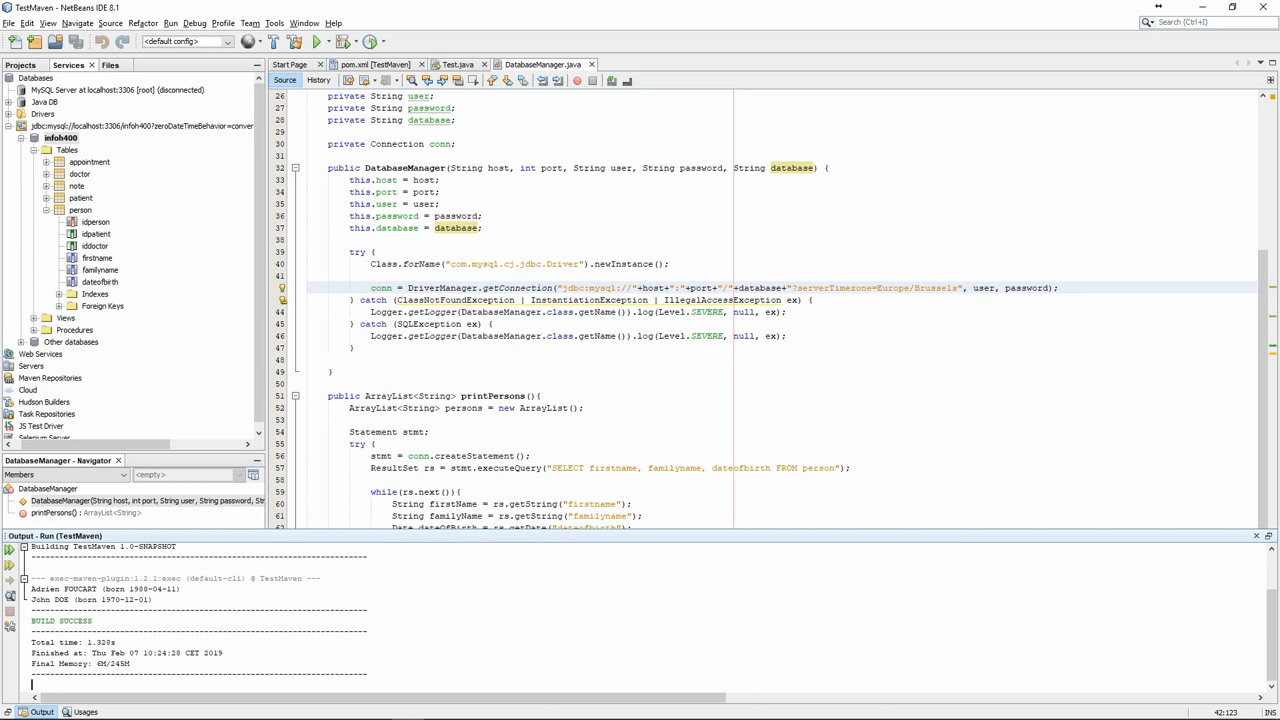 TestMaven - NetBeans IDE 8.1
File Edit View Navigate Source Refactor Run Debug Profile Team Tools Window Help
Search (Ctrl+I)
<default config>
Projects Services Files
Databases
MySQL Server at localhost:3306 [root] (disconnected)
Java DB
Drivers
jdbc:mysql://localhost:3306/infoh400?zeroDateTimeBehavior=conver
infoh400
Tables
appointment
doctor
note
patient
person
idperson
idpatient
iddoctor
firstname
familyname
dateofbirth
Indexes
Foreign Keys
Views
Procedures
Other databases
Web Services
Servers
Maven Repositories
Cloud
Hudson Builders
Task Repositories
JS Test Driver
Selenium Server
DatabaseManager - Navigator
Members <empty>
DatabaseManager
DatabaseManager(String host, int port, String user, String password, St
printPersons() : ArrayList<String>
Start Page pom.xml [TestMaven] Test.java DatabaseManager.java
Source History
26 private String user;
27 private String password;
28 private String database;
29
30 private Connection conn;
31
32 public DatabaseManager(String host, int port, String user, String password, String database) {
33 this.host = host;
34 this.port = port;
35 this.user = user;
36 this.password = password;
37 this.database = database;
38
39 try {
40 Class.forName("com.mysql.cj.jdbc.Driver").newInstance();
41
conn = DriverManager.getConnection("jdbc:mysql://"+host+":"+port+"/"+database+"?serverTimezone=Europe/Brussels", user, password);
} catch (ClassNotFoundException | InstantiationException | IllegalAccessException ex) {
44 Logger.getLogger(DatabaseManager.class.getName()).log(Level.SEVERE, null, ex);
45 } catch (SQLException ex) {
46 Logger.getLogger(DatabaseManager.class.getName()).log(Level.SEVERE, null, ex);
47 }
48
49 }
50
51 public ArrayList<String> printPersons(){
52 ArrayList<String> persons = new ArrayList();
53
54 Statement stmt;
55 try {
56 stmt = conn.createStatement();
57 ResultSet rs = stmt.executeQuery("SELECT firstname, familyname, dateofbirth FROM person");
58
59 while(rs.next()){
60 String firstName = rs.getString("firstname");
61 String familyName = rs.getString("familyname");
62 Date dateOfBirth = rs.getDate("dateofbirth");
Output - Run (TestMaven)
Building TestMaven 1.0-SNAPSHOT
------------------------------------------------------------------------
--- exec-maven-plugin:1.2.1:exec (default-cli) @ TestMaven ---
Adrien FOUCART (born 1988-04-11)
John DOE (born 1970-12-01)
------------------------------------------------------------------------
BUILD SUCCESS
------------------------------------------------------------------------
Total time: 1.328s
Finished at: Thu Feb 07 10:24:28 CET 2019
Final Memory: 6M/245M
------------------------------------------------------------------------
Output Usages
42:123 INS